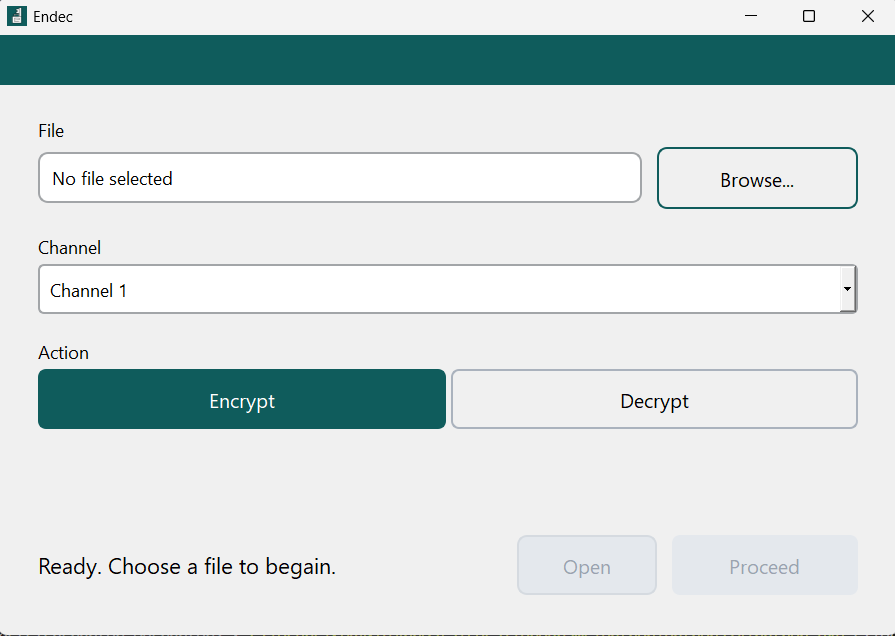 Endec
File
No file selected
Browse...
Channel
Channel 1
Action
Encrypt
Decrypt
Ready. Choose a file to begain.
Open
Proceed